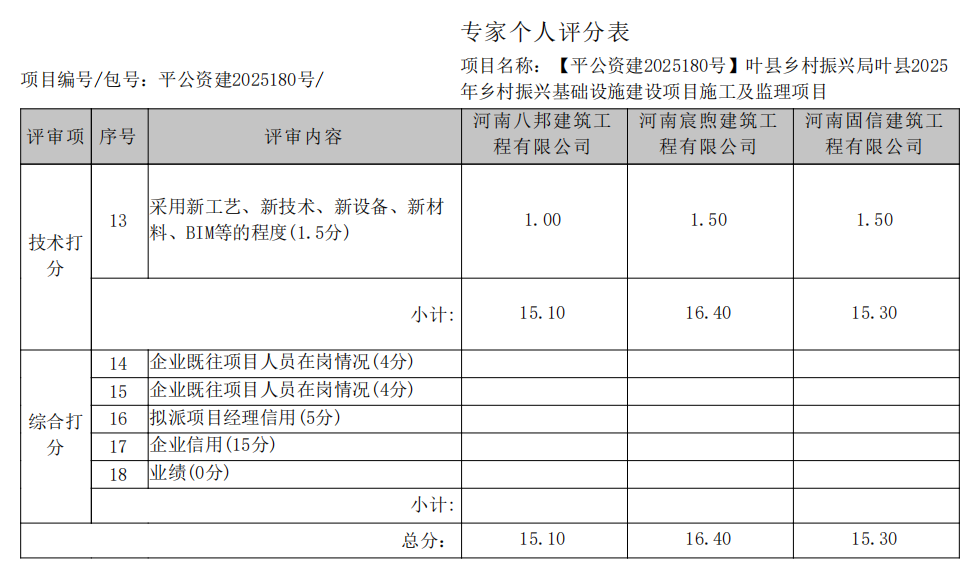 专家个人评分表
项目编号/包号：平公资建2025180号/
项目名称：【平公资建2025180号】叶县乡村振兴局叶县2025
年乡村振兴基础设施建设项目施工及监理项目
评审项 序号 评审内容 河南八邦建筑工 河南宸煦建筑工 河南固信建筑工
程有限公司 程有限公司 程有限公司
技术打
分
13
采用新工艺、新技术、新设备、新材
料、BIM等的程度(1.5分)
1.00 1.50 1.50
小计: 15.10 16.40 15.30
综合打
分
14 企业既往项目人员在岗情况(4分)
15 企业既往项目人员在岗情况(4分)
16 拟派项目经理信用(5分)
17 企业信用(15分)
18 业绩(0分)
小计:
总分： 15.10 16.40 15.30